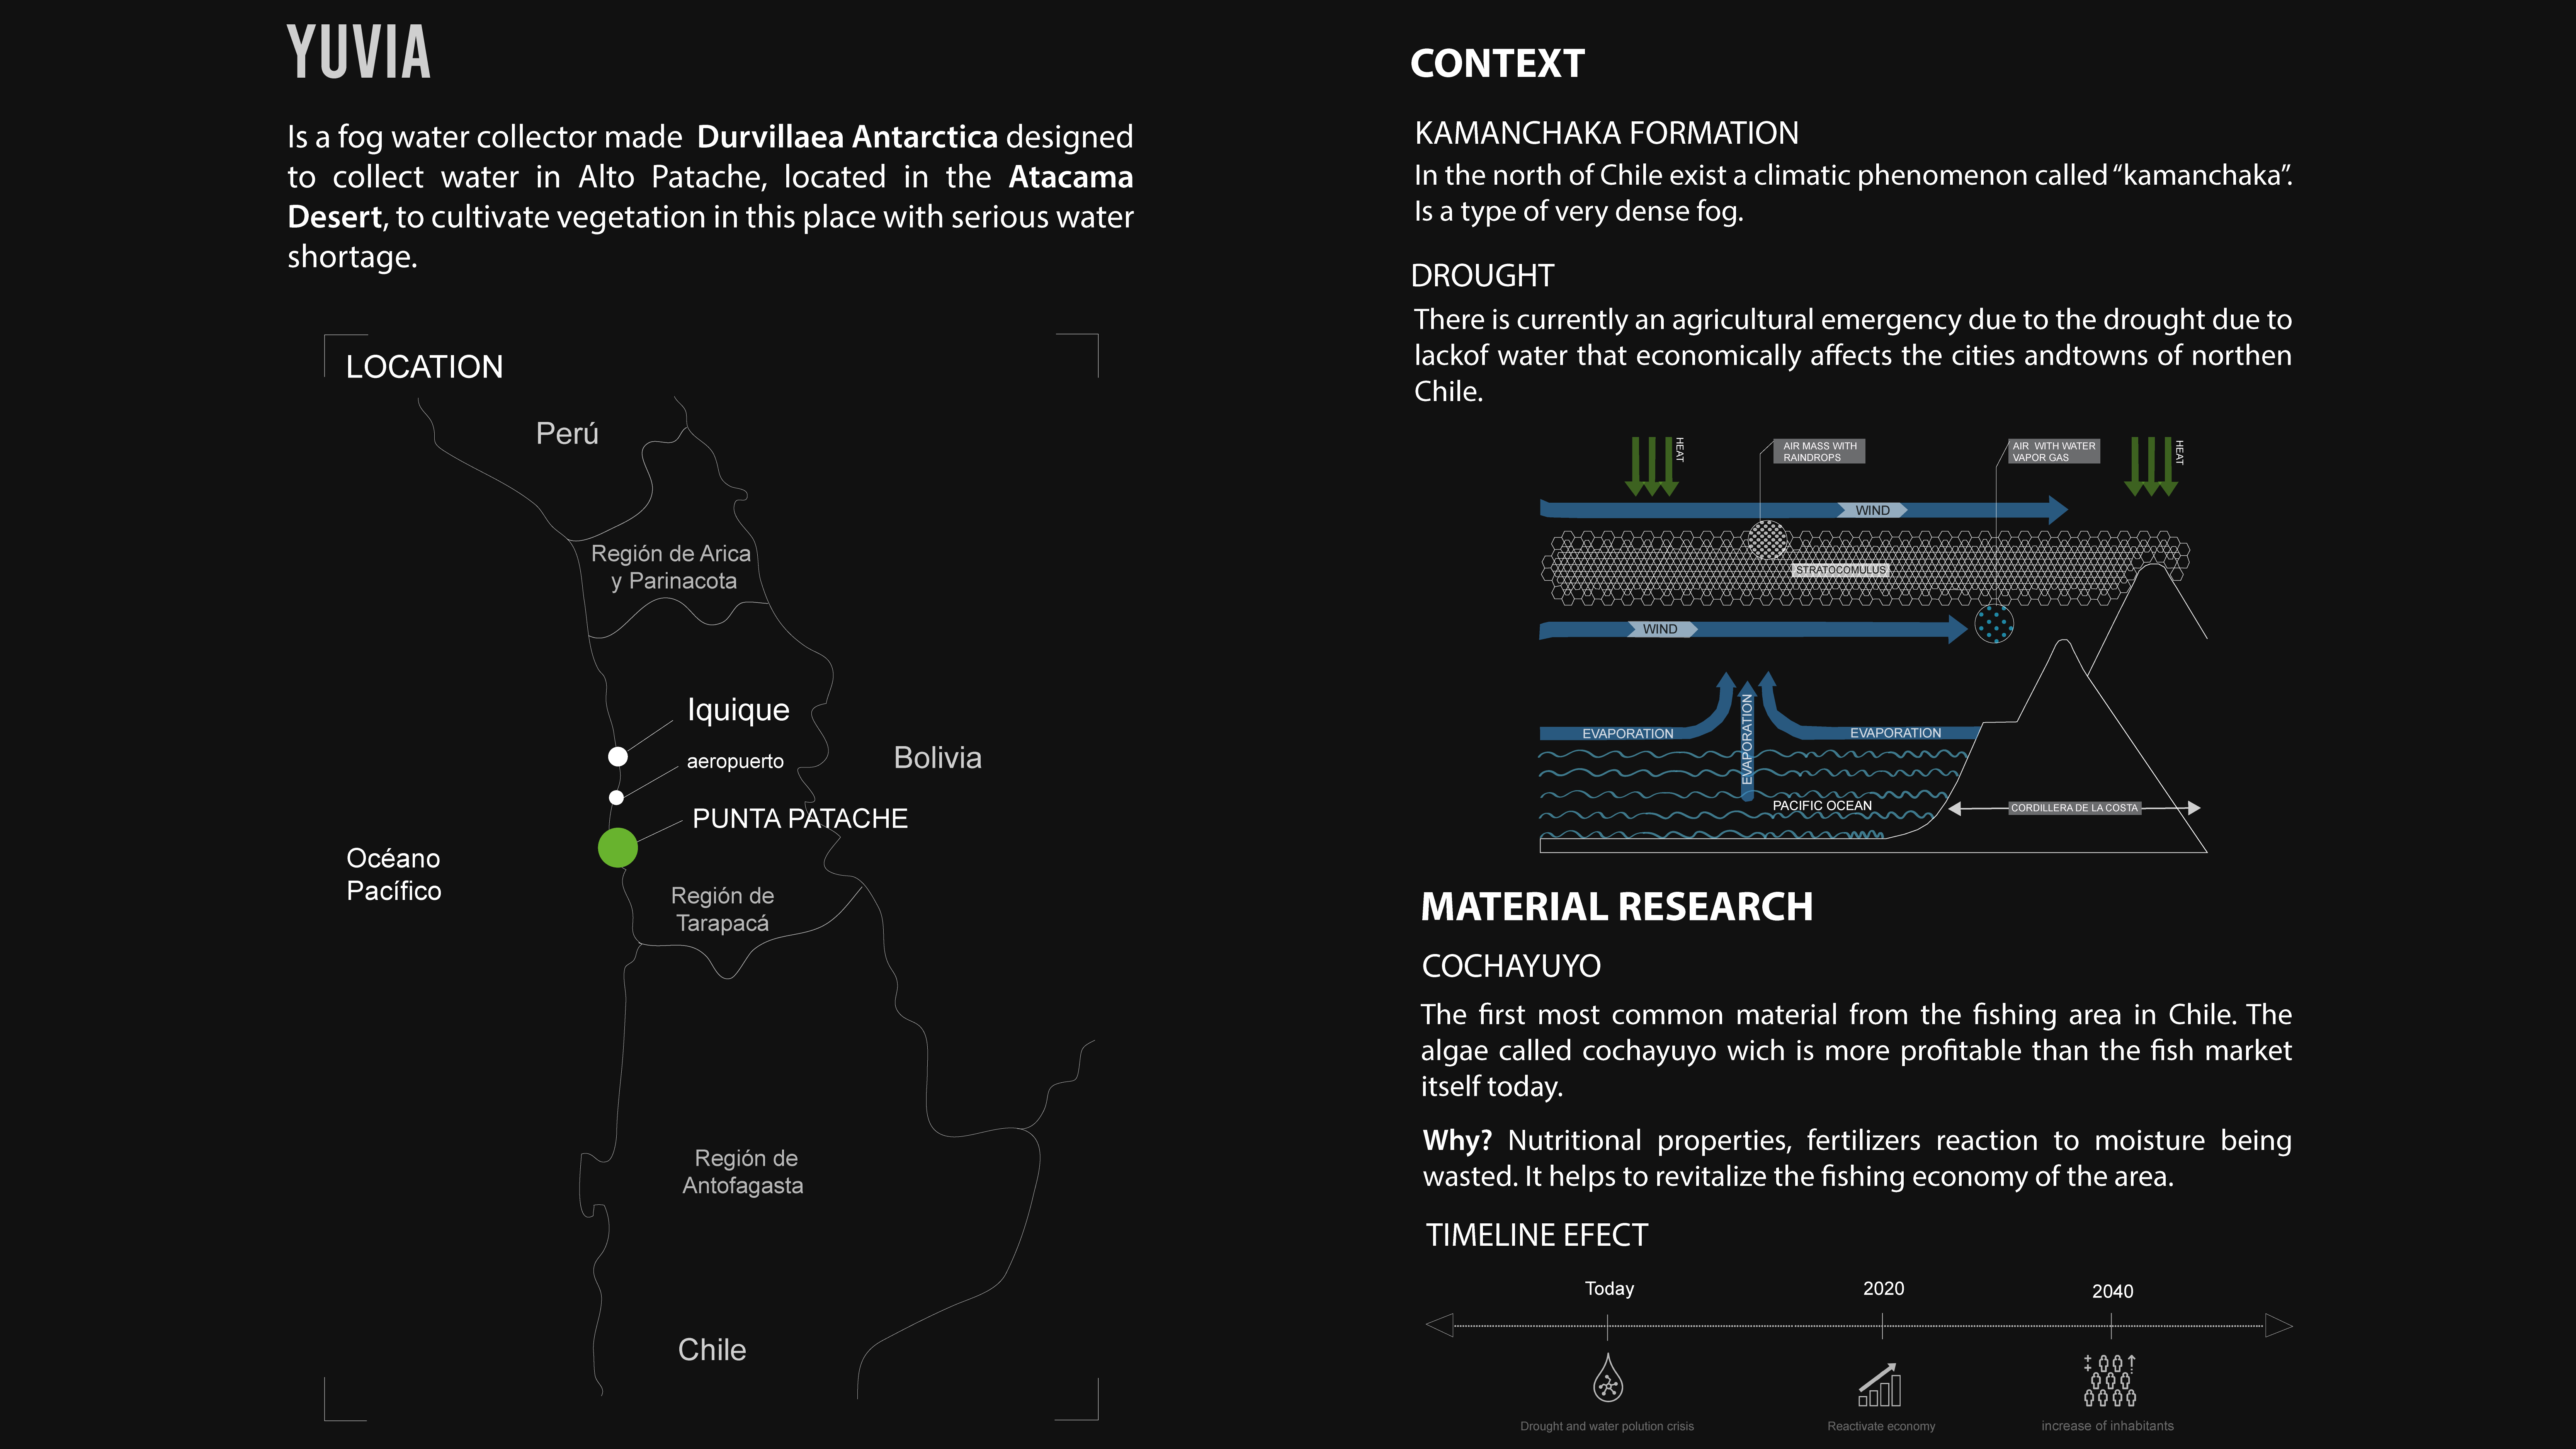 YUVIA
Is a fog water collector made Durvillaea Antarctica designed
to collect water in Alto Patache, located in the Atacama
Desert, to cultivate vegetation in this place with serious water
shortage.
LOCATION
Perú
Región de Arica
y Parinacota
Iquique
aeropuerto
Bolivia
PUNTA PATACHE
Océano
Pacífico
Región de
Tarapacá
Región de
Antofagasta
Chile
CONTEXT
KAMANCHAKA FORMATION
In the north of Chile exist a climatic phenomenon called “kamanchaka”.
Is a type of very dense fog.
DROUGHT
There is currently an agricultural emergency due to the drought due to
lackof water that economically affects the cities andtowns of northen
Chile.
HEAT
AIR MASS WITH
RAINDROPS
AIR WITH WATER
VAPOR GAS
HEAT
WIND
STRATOCOMULUS
WIND
EVAPORATION
EVAPORATION
EVAPORATION
PACIFIC OCEAN
CORDILLERA DE LA COSTA
MATERIAL RESEARCH
COCHAYUYO
The first most common material from the fishing area in Chile. The
algae called cochayuyo wich is more profitable than the fish market
itself today.
Why? Nutritional properties, fertilizers reaction to moisture being
wasted. It helps to revitalize the fishing economy of the area.
TIMELINE EFECT
Today
2020
2040
Drought and water polution crisis
Reactivate economy
increase of inhabitants